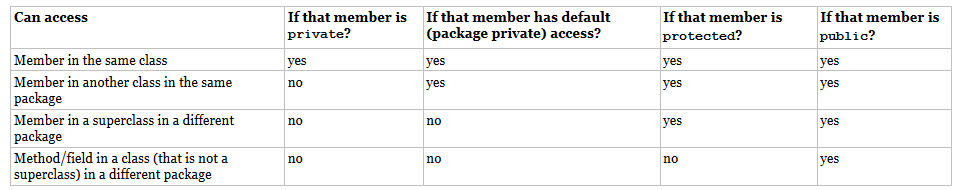 Can access If that member is private? If that member has default (package private) access? If that member is protected? If that member is public?
Member in the same class yes yes yes yes
Member in another class in the same package no yes yes yes
Member in a superclass in a different package no no yes yes
Method/field in a class (that is not a superclass) in a different package no no no yes